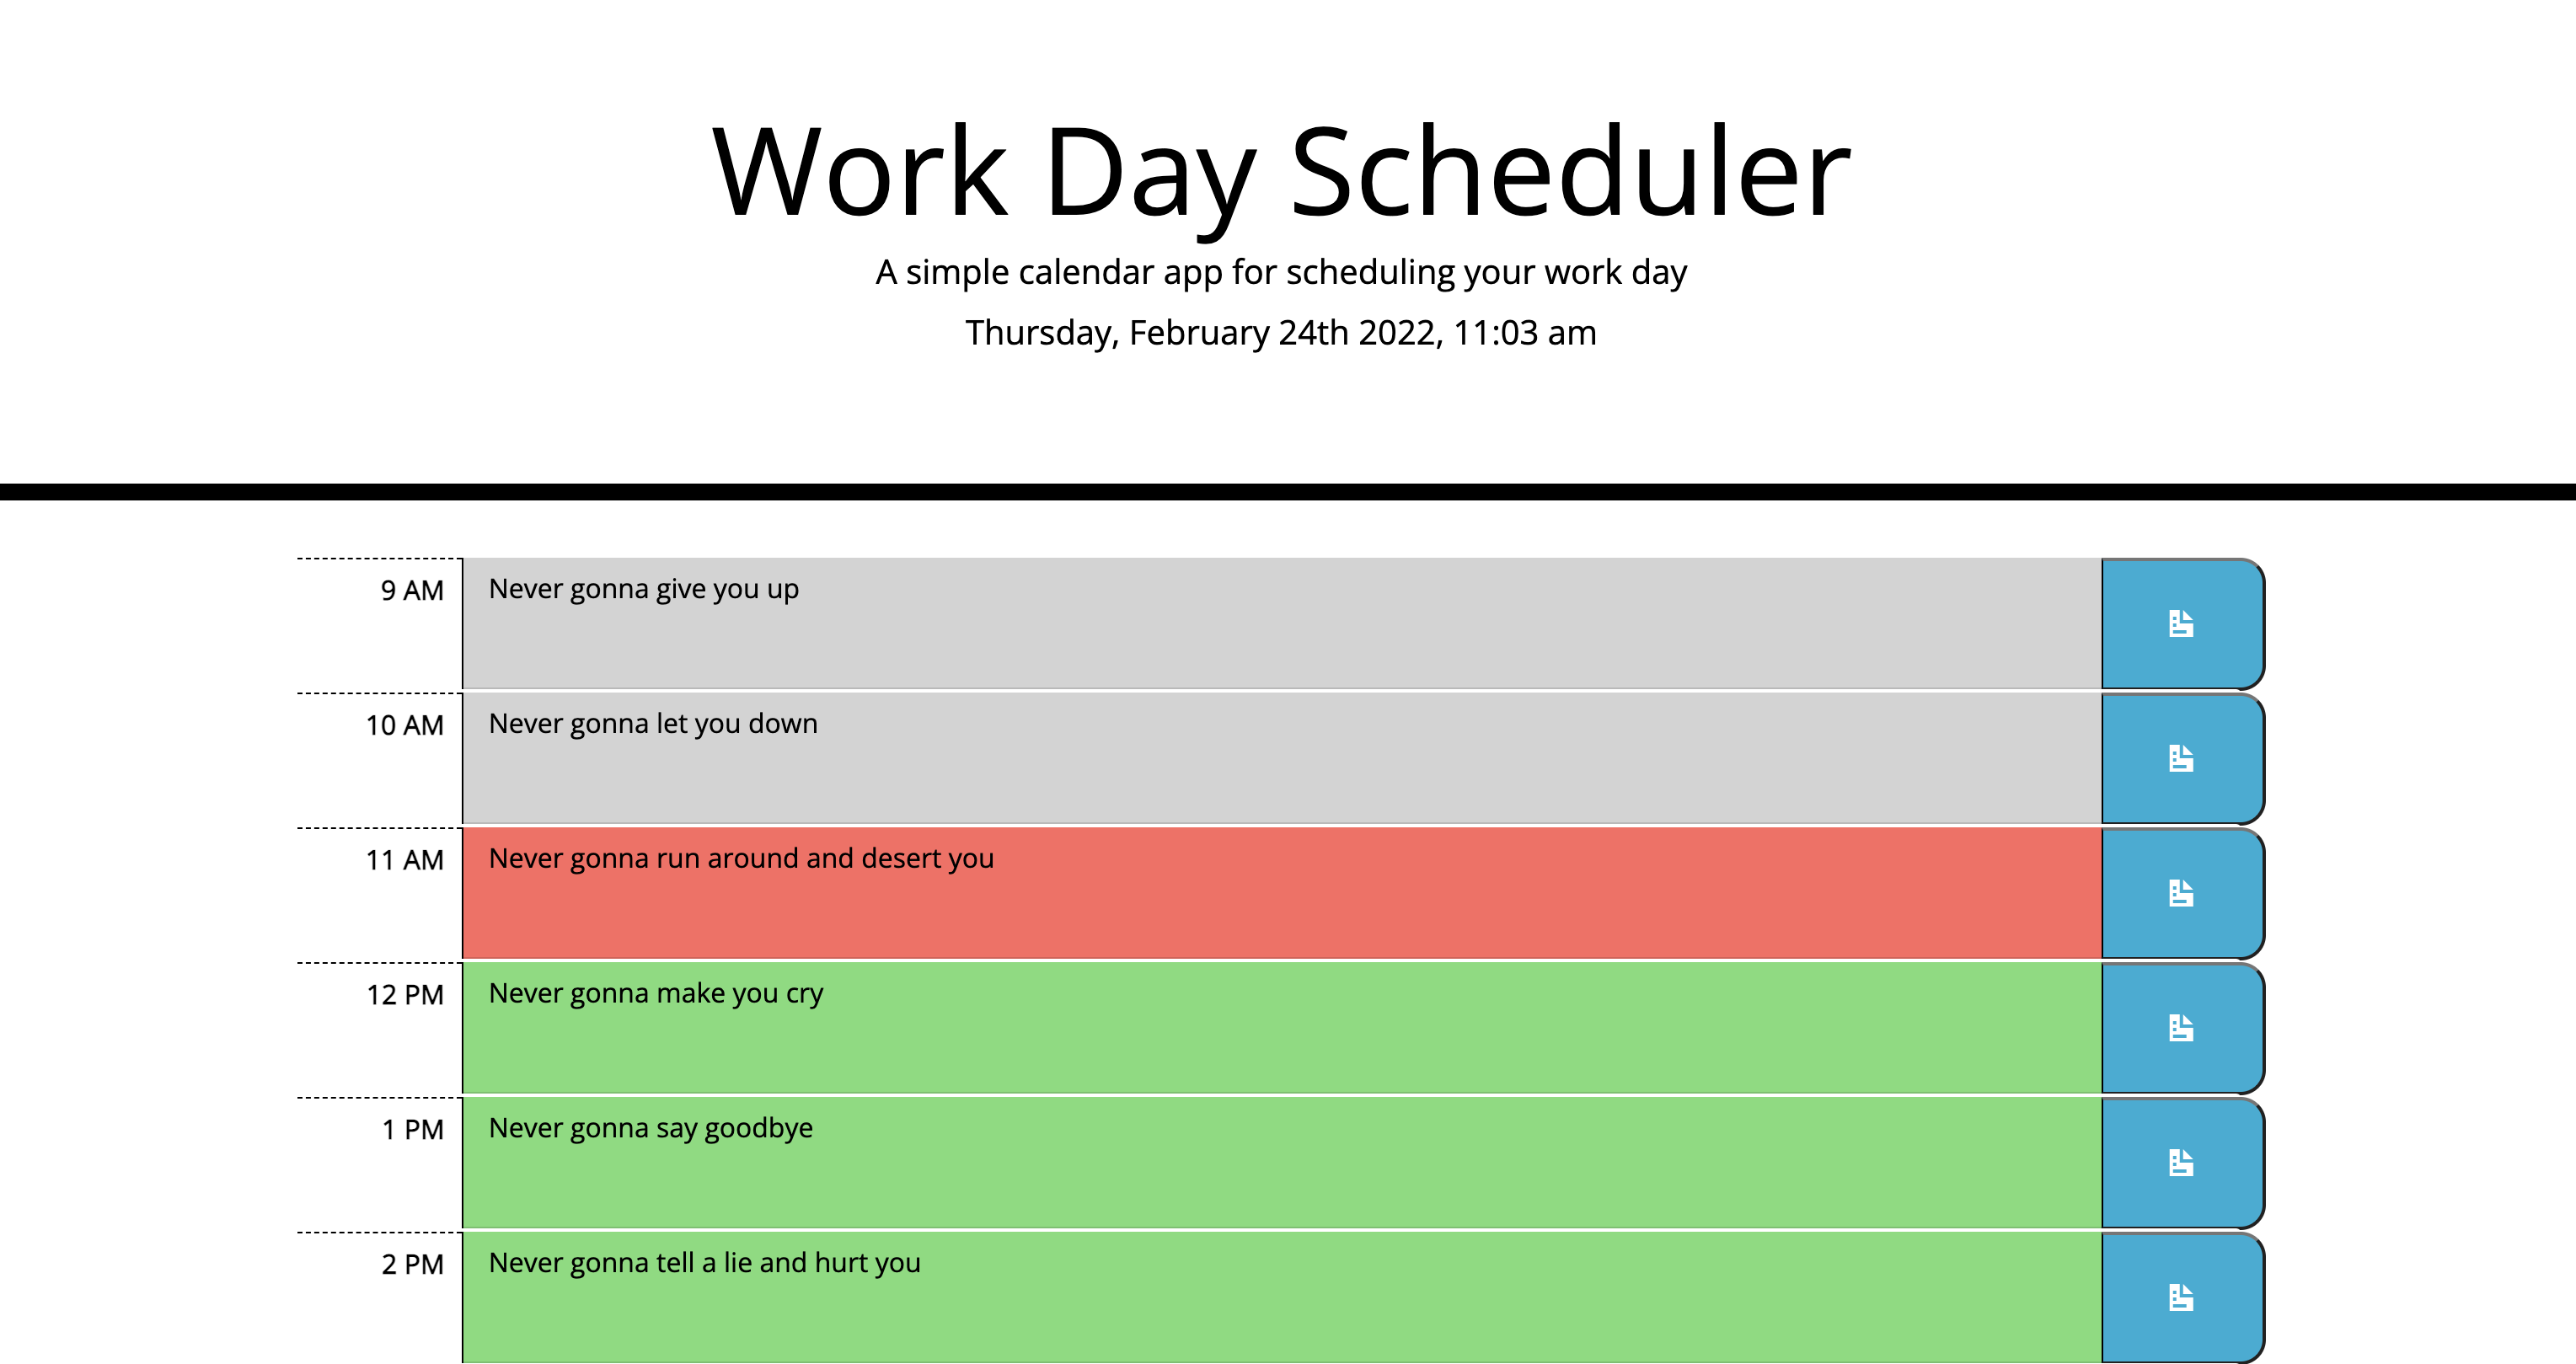 Work Day Scheduler
A simple calendar app for scheduling your work day
Thursday, February 24th 2022, 11:03 am
9 AM Never gonna give you up
10 AM Never gonna let you down
11 AM Never gonna run around and desert you
12 PM Never gonna make you cry
1 PM Never gonna say goodbye
2 PM Never gonna tell a lie and hurt you